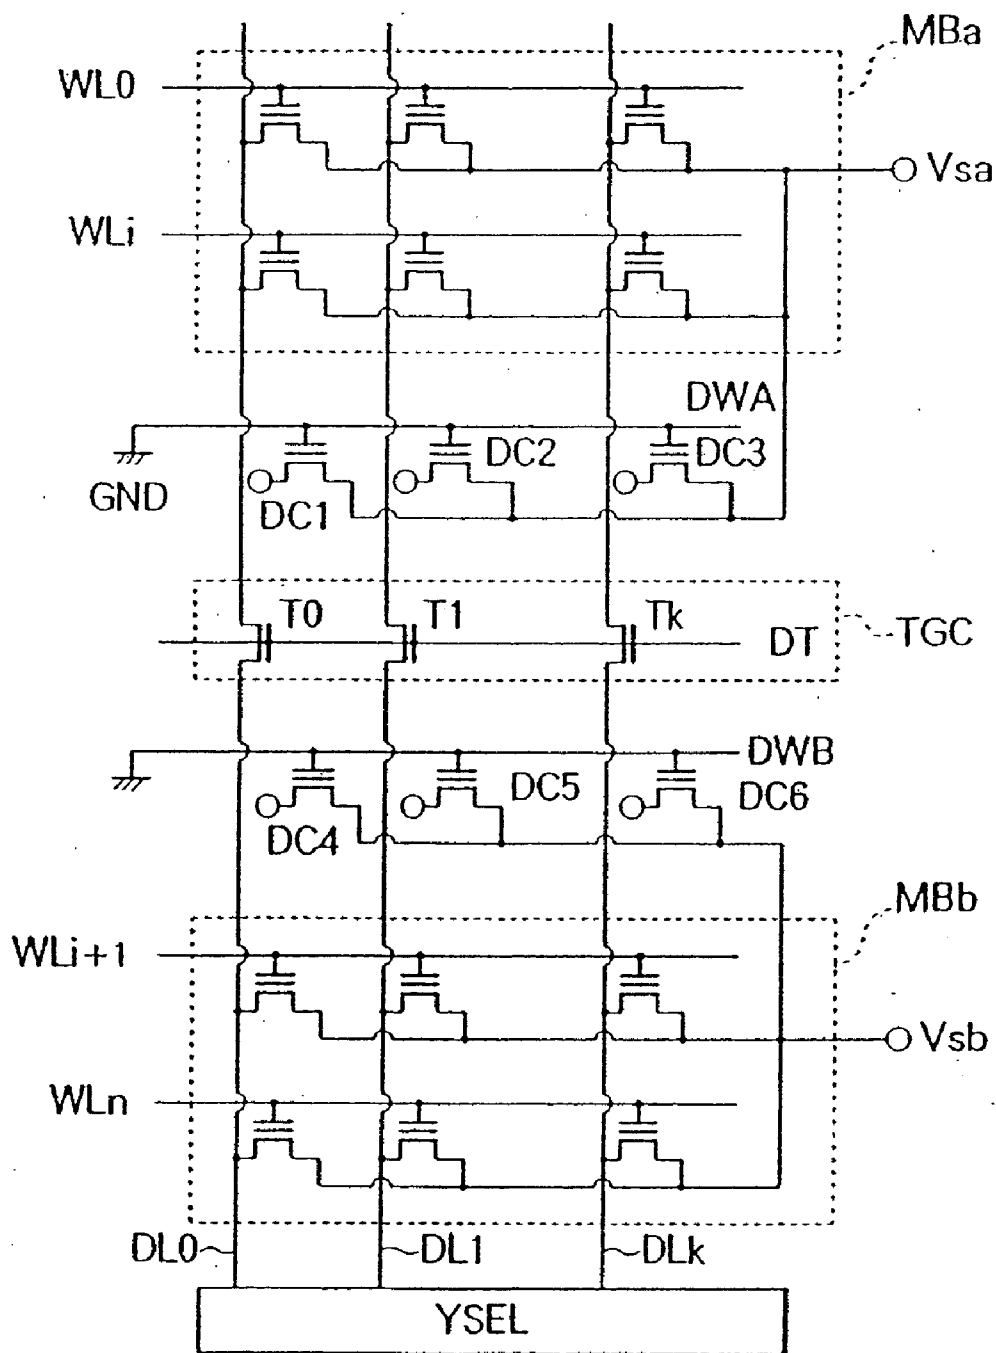 MBa
WL0
Vsa
WLi
DWA
DC2
DC3
GND
DC1
T0
T1
Tk
DT
TGC
DWB
DC5
DC6
DC4
MBb
WLi+1
Vsb
WLn
DL0
DL1
DLk
YSEL